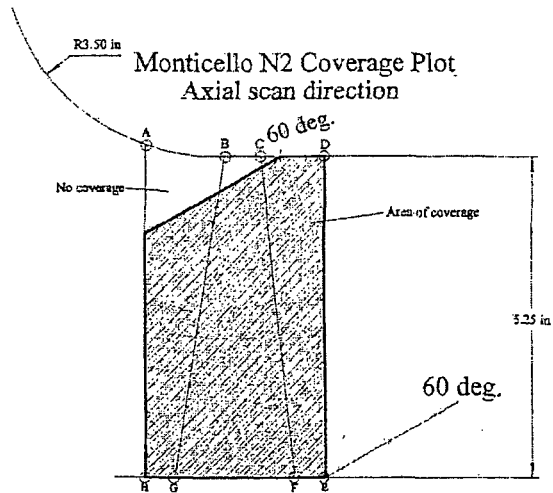 R3.50 in
Monticello N2 Coverage Plot
Axial scan direction
A
B
C
60 deg.
D
No coverage
Area of coverage
5.25 in
60 deg.
H
G
F
E